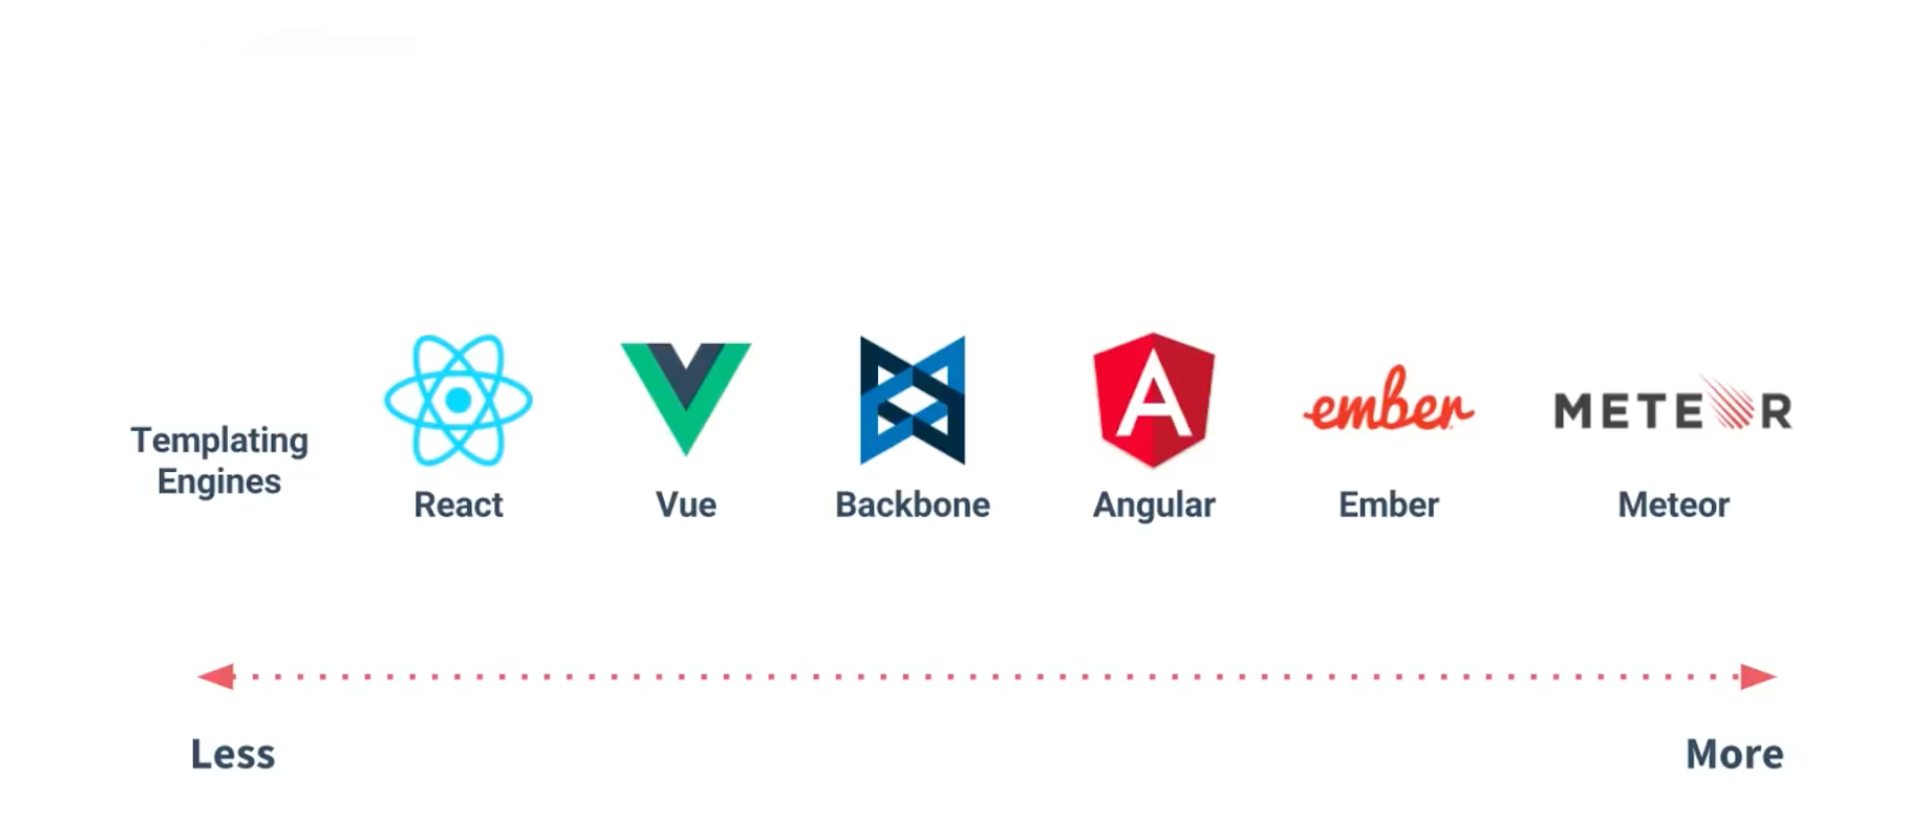 Templating
Engines
React
Vue
Backbone
A
Angular
ember
Ember
METEOR
Meteor
Less
More